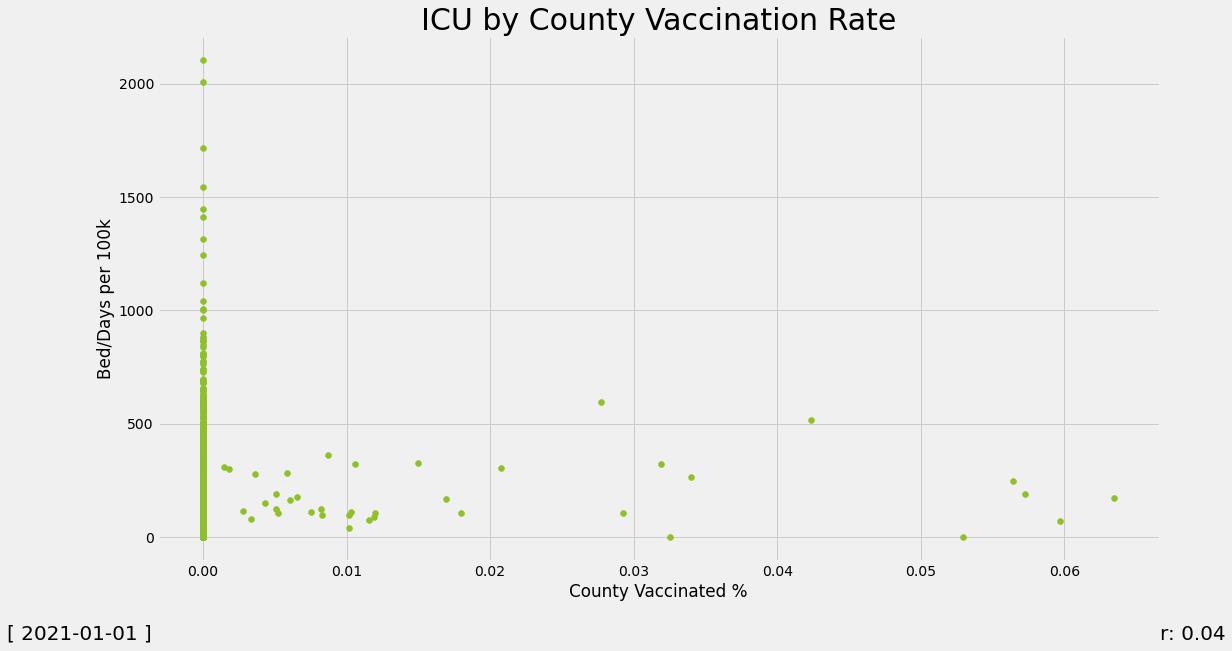 ICU by County Vaccination Rate
2000
1500
1000
500
0
Bed/Days per 100k
0.00 0.01 0.02 0.03 0.04 0.05 0.06
County Vaccinated %
[ 2021-01-01 ]
r: 0.04